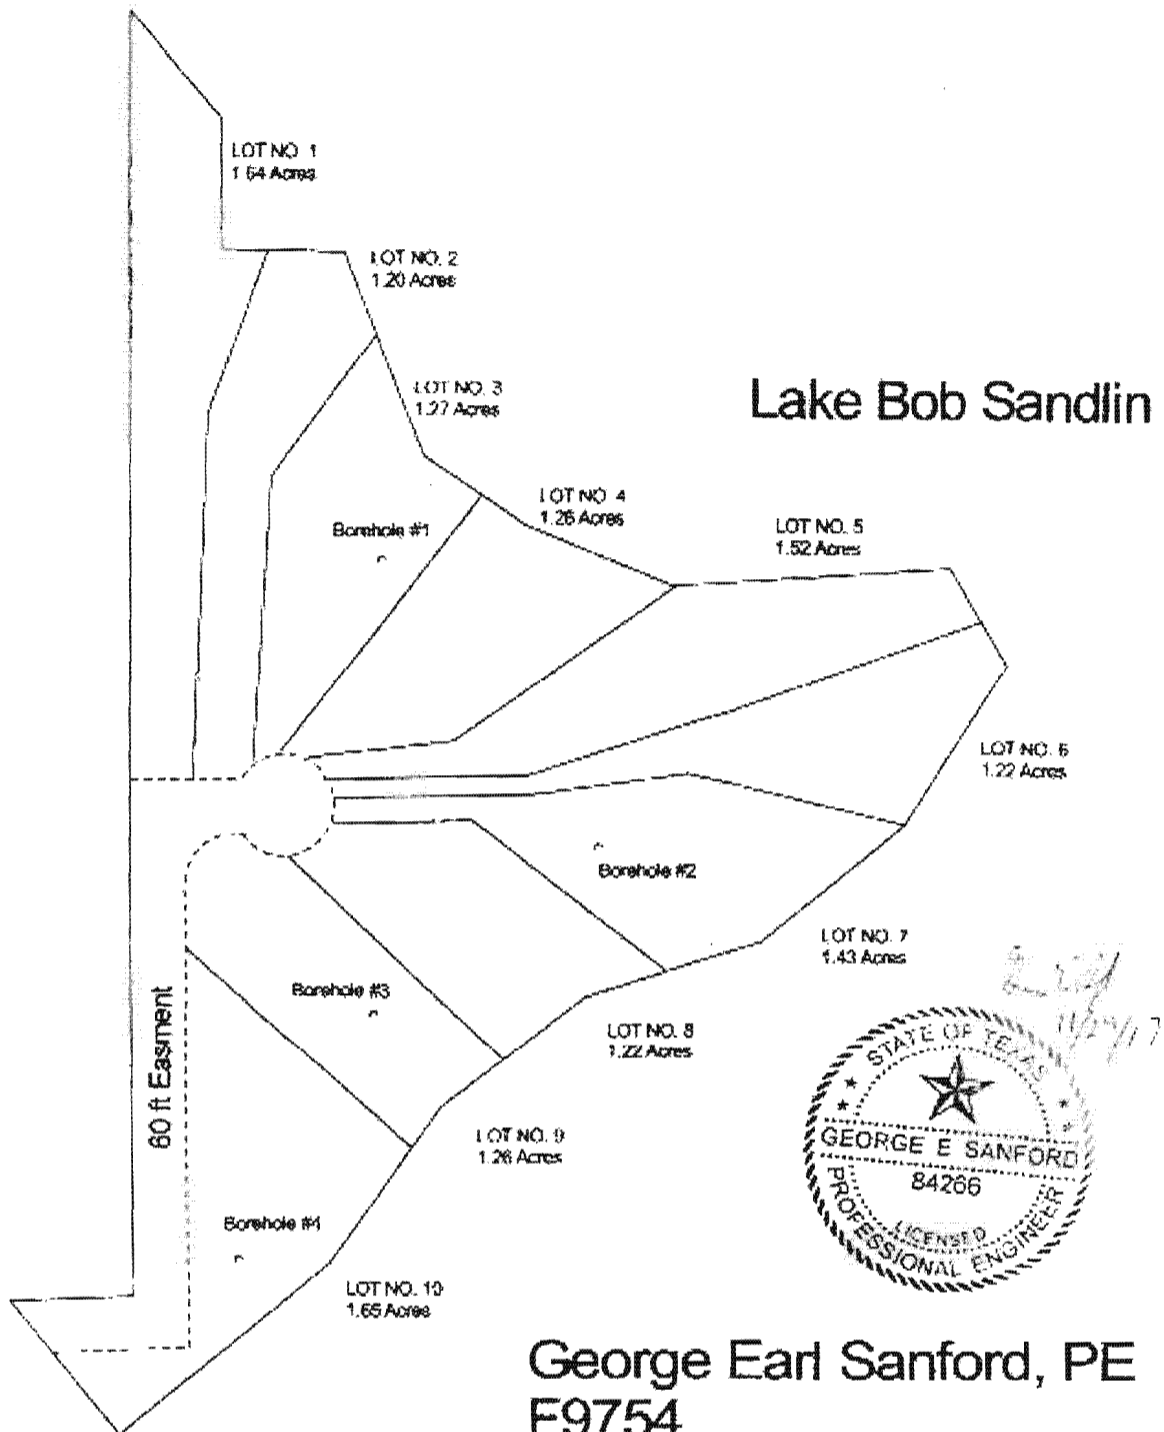 LOT NO. 1
1.64 Acres
LOT NO. 2
1.20 Acres
LOT NO. 3
1.27 Acres
Lake Bob Sandlin
LOT NO. 4
1.26 Acres
LOT NO. 5
1.52 Acres
Borehole #1
LOT NO. 6
1.22 Acres
Borehole #2
LOT NO. 7
1.43 Acres
Borehole #3
LOT NO. 8
1.22 Acres
60 ft Easment
LOT NO. 9
1.26 Acres
STATE OF TEXAS
GEORGE E SANFORD
84266
LICENSED
PROFESSIONAL ENGINEER
Borehole #4
LOT NO. 10
1.65 Acres
George Earl Sanford, PE
F9754